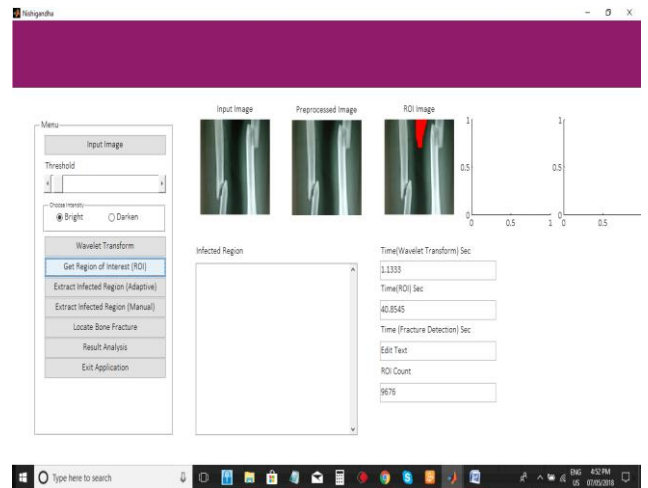 Nishigandha
Menu
Input Image
Threshold
Choose Intensity
Bright Darken
Wavelet Transform
Get Region of Interest (ROI)
Extract Infected Region (Adaptive)
Extract Infected Region (Manual)
Locate Bone Fracture
Result Analysis
Exit Application
Input Image
Preprocessed Image
ROI Image
1
0.5
0
0.5
1
1
0.5
0
0.5
Infected Region
Time(Wavelet Transform) Sec
1.1333
Time(ROI) Sec
40.8545
Time (Fracture Detection) Sec
Edit Text
ROI Count
9676
Type here to search
ENG 4:52 PM
US 07/05/2018